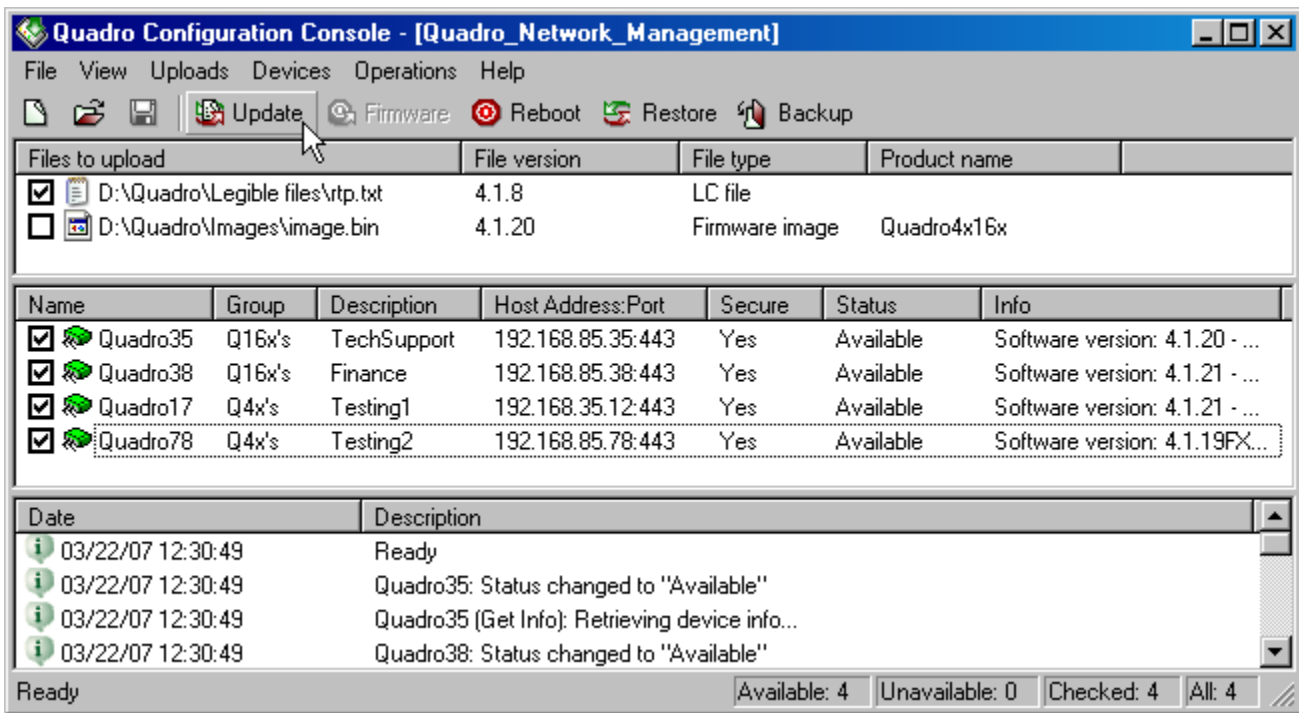 Quadro Configuration Console - [Quadro_Network_Management]
File View Uploads Devices Operations Help
Update Firmware Reboot Restore Backup
Files to upload File version File type Product name
D:\Quadro\Legible files\rtp.txt 4.1.8 LC file
D:\Quadro\Images\image.bin 4.1.20 Firmware image Quadro4x16x
Name Group Description Host Address:Port Secure Status Info
Quadro35 Q16x's TechSupport 192.168.85.35:443 Yes Available Software version: 4.1.20 - ...
Quadro38 Q16x's Finance 192.168.85.38:443 Yes Available Software version: 4.1.21 - ...
Quadro17 Q4x's Testing1 192.168.35.12:443 Yes Available Software version: 4.1.21 - ...
Quadro78 Q4x's Testing2 192.168.85.78:443 Yes Available Software version: 4.1.19FX...
Date Description
03/22/07 12:30:49 Ready
03/22/07 12:30:49 Quadro35: Status changed to "Available"
03/22/07 12:30:49 Quadro35 (Get Info): Retrieving device info...
03/22/07 12:30:49 Quadro38: Status changed to "Available"
Ready Available: 4 Unavailable: 0 Checked: 4 All: 4